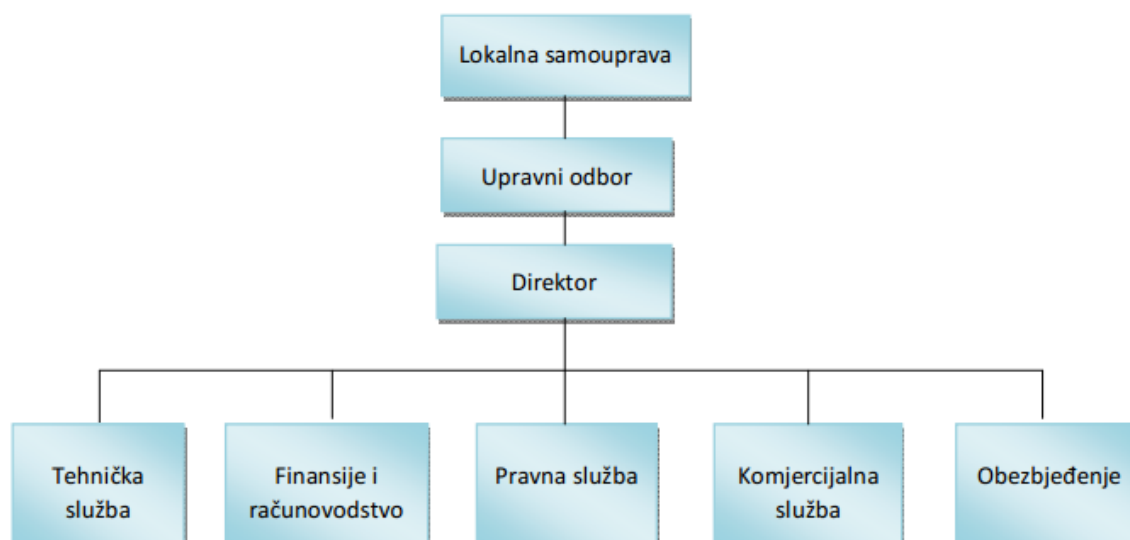 Lokalna samouprava
Upravni odbor
Direktor
Tehnička
služba
Finansije i
računovodstvo
Pravna služba
Komjercijalna
služba
Obezbjeđenje